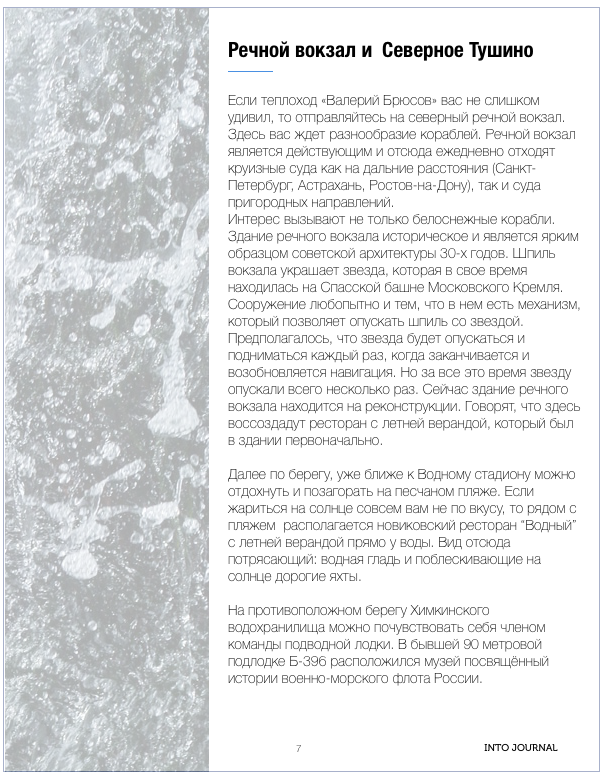 Речной вокзал и  Северное Тушино
Если теплоход «Валерий Брюсов» вас не слишком
удивил, то отправляйтесь на северный речной вокзал.
Здесь вас ждет разнообразие кораблей. Речной вокзал
является действующим и отсюда ежедневно отходят
круизные суда как на дальние расстояния (Санкт-
Петербург, Астрахань, Ростов-на-Дону), так и суда
пригородных направлений.
Интерес вызывают не только белоснежные корабли.
Здание речного вокзала историческое и является ярким
образцом советской архитектуры 30-х годов. Шпиль
вокзала украшает звезда, которая в свое время
находилась на Спасской башне Московского Кремля.
Сооружение любопытно и тем, что в нем есть механизм,
который позволяет опускать шпиль со звездой.
Предполагалось, что звезда будет опускаться и
подниматься каждый раз, когда заканчивается и
возобновляется навигация. Но за все это время звезду
опускали всего несколько раз. Сейчас здание речного
вокзала находится на реконструкции. Говорят, что здесь
воссоздадут ресторан с летней верандой, который был
в здании первоначально.
Далее по берегу, уже ближе к Водному стадиону можно
отдохнуть и позагорать на песчаном пляже. Если
жариться на солнце совсем вам не по вкусу, то рядом с
пляжем  располагается новиковский ресторан “Водный”
с летней верандой прямо у воды. Вид отсюда
потрясающий: водная гладь и поблескивающие на
солнце дорогие яхты.
На противоположном берегу Химкинского
водохранилища можно почувствовать себя членом
команды подводной лодки. В бывшей 90 метровой
подлодке Б-396 расположился музей посвящённый
истории военно-морского флота России.
7
INTO JOURNAL